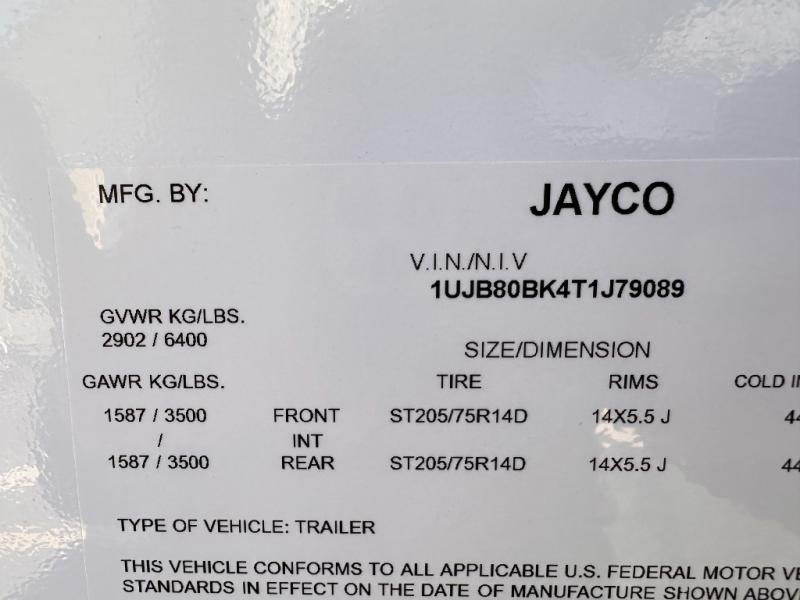 MFG. BY: JAYCO
V.I.N./N.I.V
1UJB80BK4T1J79089
GVWR KG/LBS.
2902 / 6400
SIZE/DIMENSION
GAWR KG/LBS. TIRE RIMS COLD
1587 / 3500 FRONT ST205/75R14D 14X5.5 J
/ INT
1587 / 3500 REAR ST205/75R14D 14X5.5 J
TYPE OF VEHICLE: TRAILER
THIS VEHICLE CONFORMS TO ALL APPLICABLE U.S. FEDERAL MOTOR
STANDARDS IN EFFECT ON THE DATE OF MANUFACTURE SHOWN ABOV